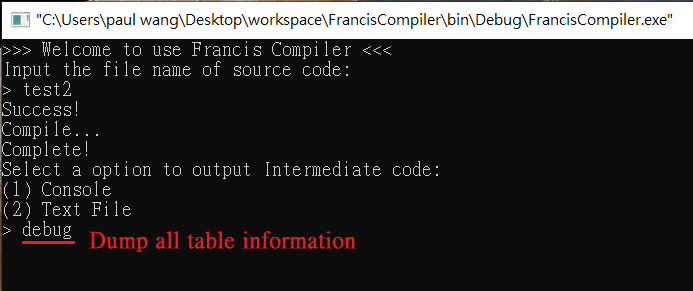 "C:\Users\paul wang\Desktop\workspace\FrancisCompiler\bin\Debug\FrancisCompiler.exe"
>>> Welcome to use Francis Compiler <<<
Input the file name of source code:
> test2
Success!
Compile...
Complete!
Select a option to output Intermediate code:
(1) Console
(2) Text File
> debug Dump all table information